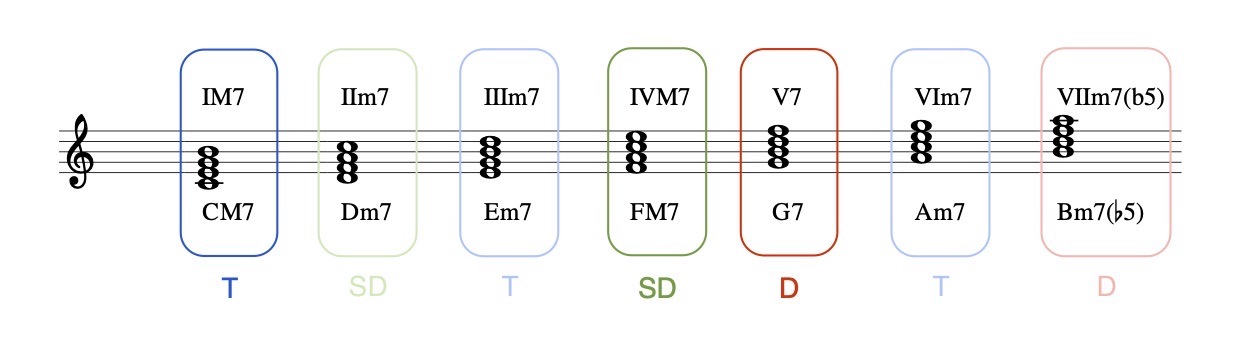 IM7 IIm7 IIIm7 IVM7 V7 VIm7 VIIm7(b5)
CM7 Dm7 Em7 FM7 G7 Am7 Bm7(♭5)
T SD T SD D T D